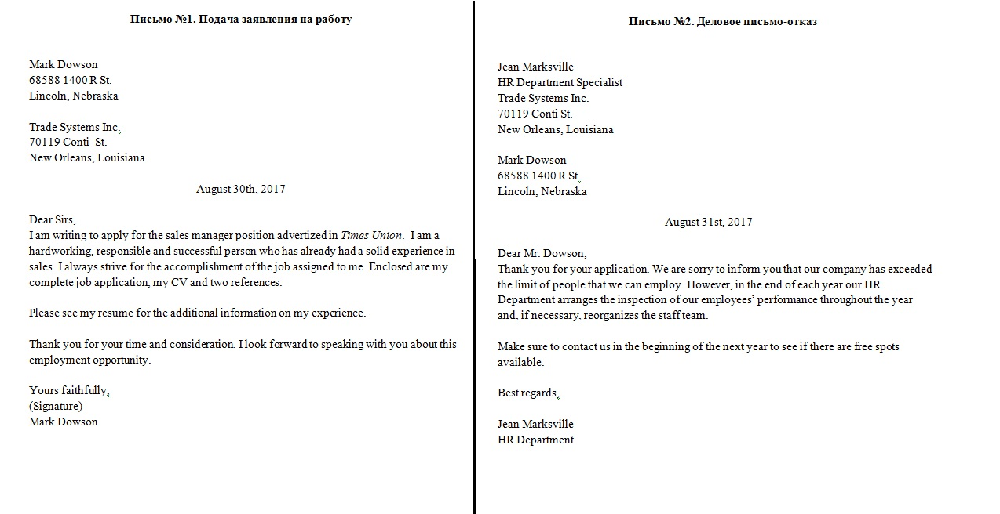 Письмо №1. Подача заявления на работу
Mark Dowson
68588 1400 R St.
Lincoln, Nebraska
Trade Systems Inc.
70119 Conti St.
New Orleans, Louisiana
August 30th, 2017
Dear Sirs,
I am writing to apply for the sales manager position advertized in Times Union. I am a
hardworking, responsible and successful person who has already had a solid experience in
sales. I always strive for the accomplishment of the job assigned to me. Enclosed are my
complete job application, my CV and two references.
Please see my resume for the additional information on my experience.
Thank you for your time and consideration. I look forward to speaking with you about this
employment opportunity.
Yours faithfully,
(Signature)
Mark Dowson
Письмо №2. Деловое письмо-отказ
Jean Marksville
HR Department Specialist
Trade Systems Inc.
70119 Conti St.
New Orleans, Louisiana
Mark Dowson
68588 1400 R St.
Lincoln, Nebraska
August 31st, 2017
Dear Mr. Dowson,
Thank you for your application. We are sorry to inform you that our company has exceeded
the limit of people that we can employ. However, in the end of each year our HR
Department arranges the inspection of our employees’ performance throughout the year
and, if necessary, reorganizes the staff team.
Make sure to contact us in the beginning of the next year to see if there are free spots
available.
Best regards,
Jean Marksville
HR Department